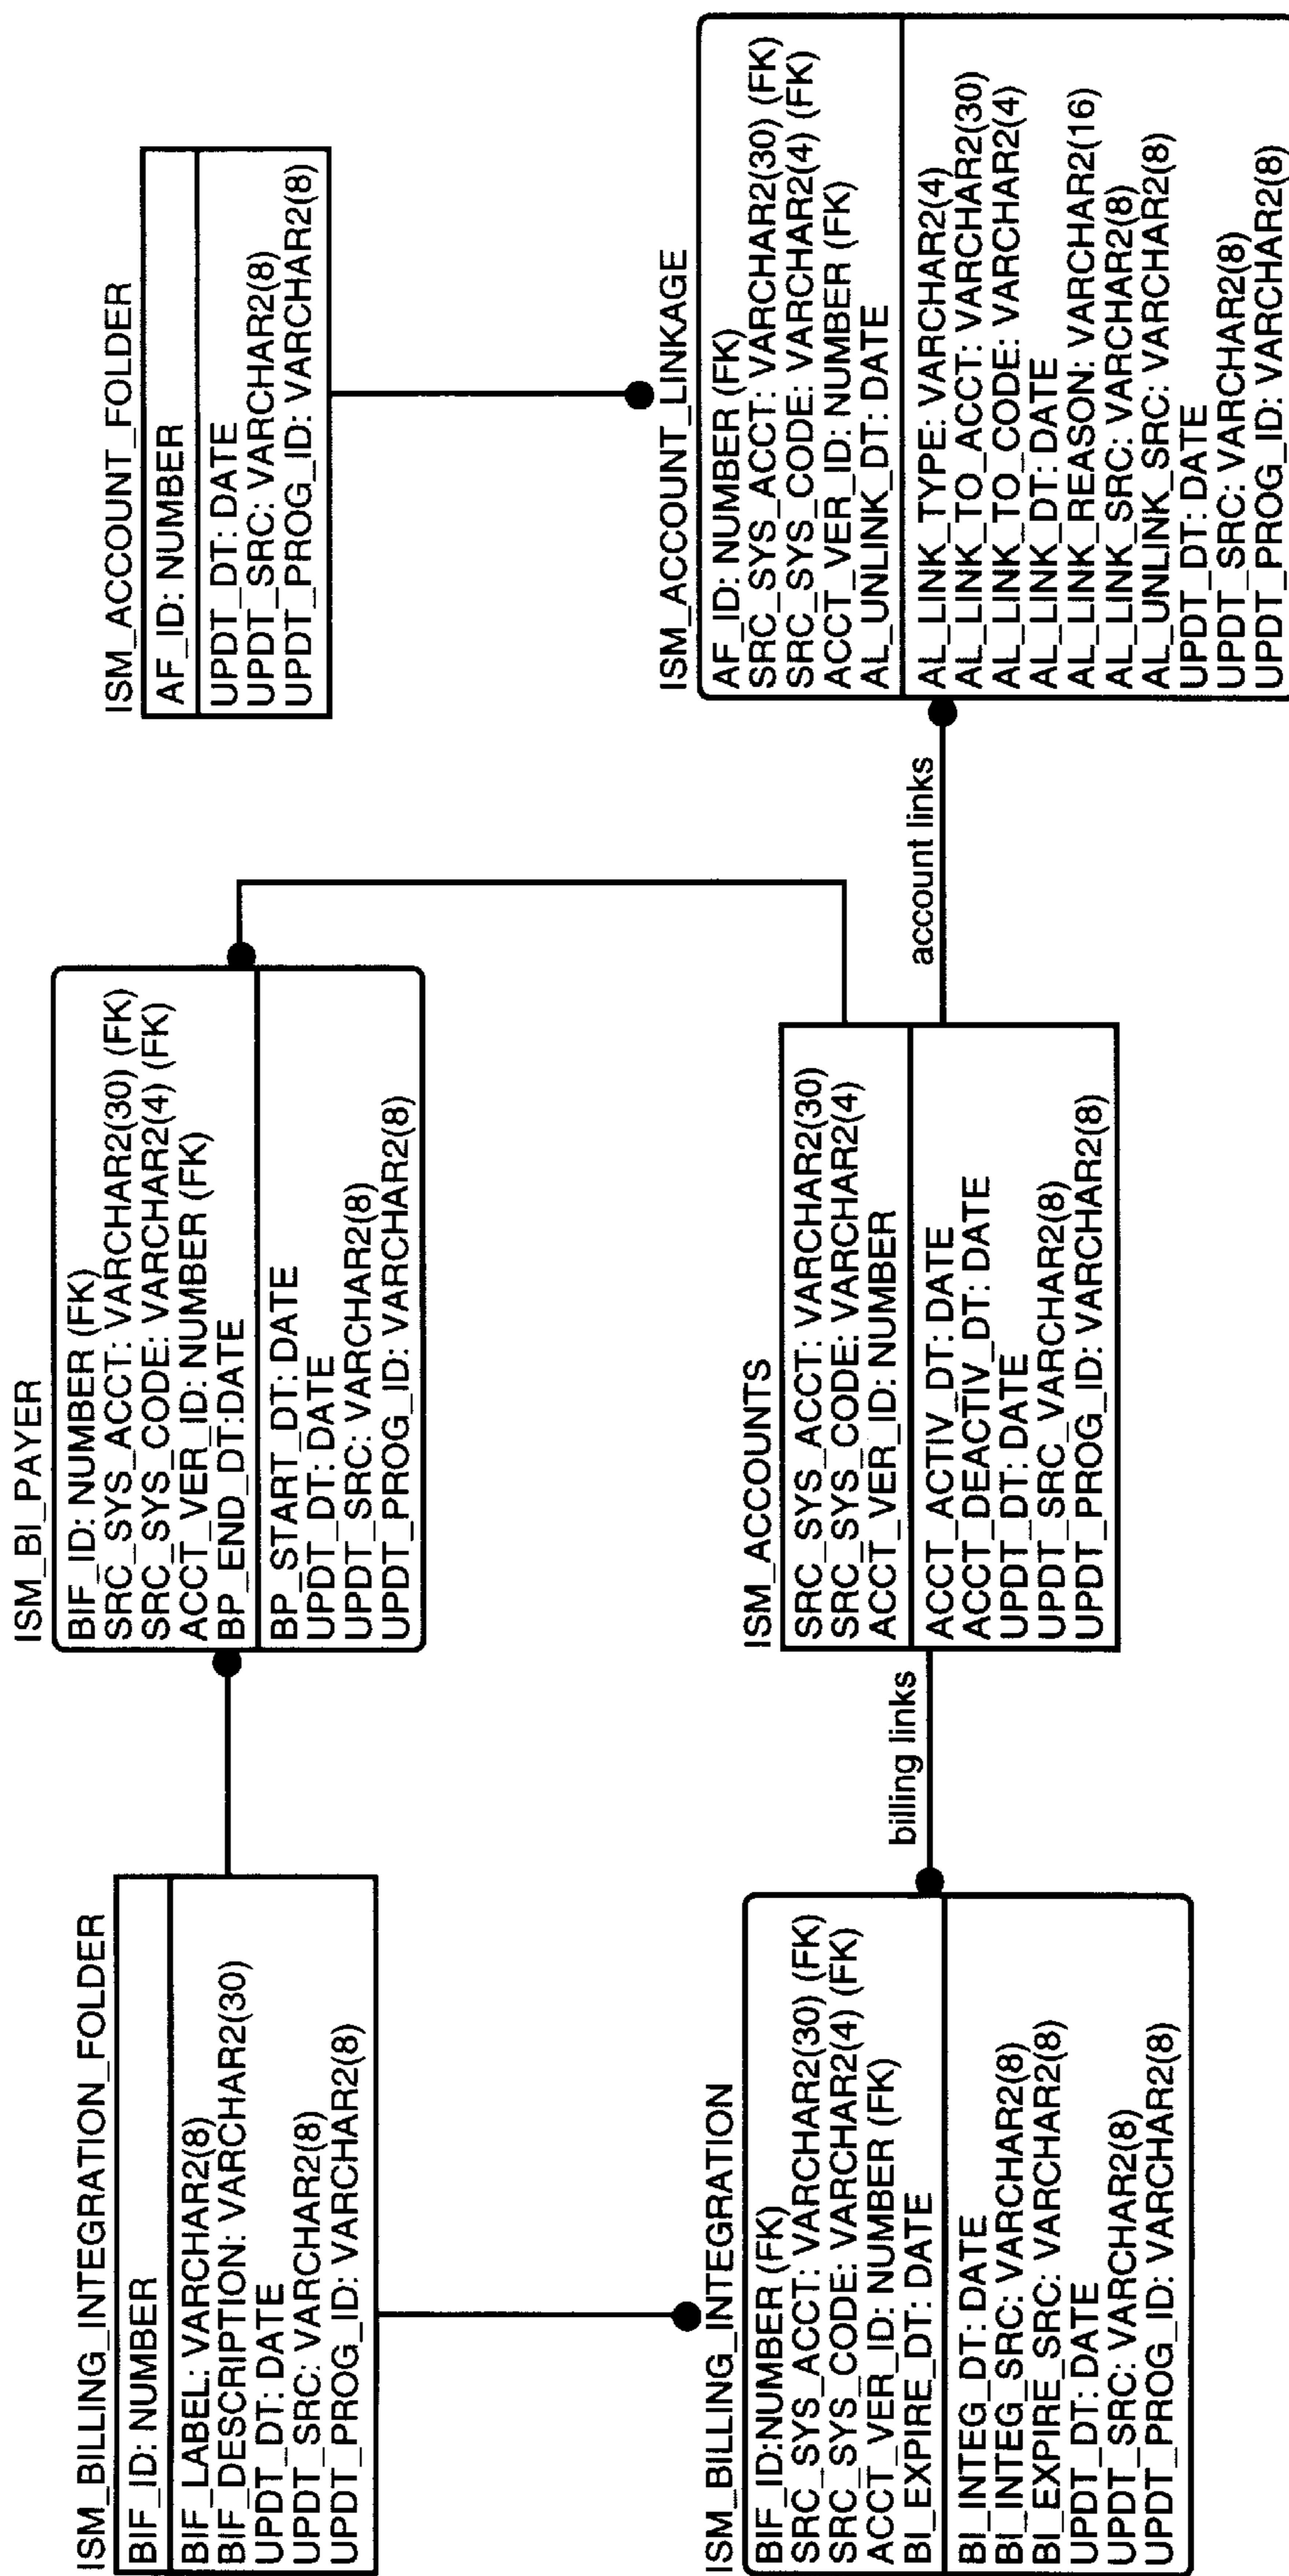 ISM_BILLING_INTEGRATION_FOLDER
BIF_ID: NUMBER
BIF_LABEL: VARCHAR2(8)
BIF_DESCRIPTION: VARCHAR2(30)
UPDT_DT: DATE
UPDT_SRC: VARCHAR2(8)
UPDT_PROG_ID: VARCHAR2(8)
ISM_BI_PAYER
BIF_ID: NUMBER (FK)
SRC_SYS_ACCT: VARCHAR2(30) (FK)
SRC_SYS_CODE: VARCHAR2(4) (FK)
ACCT_VER_ID: NUMBER (FK)
BP_END_DT:DATE
BP_START_DT: DATE
UPDT_DT: DATE
UPDT_SRC: VARCHAR2(8)
UPDT_PROG_ID: VARCHAR2(8)
ISM_ACCOUNT_FOLDER
AF_ID: NUMBER
UPDT_DT: DATE
UPDT_SRC: VARCHAR2(8)
UPDT_PROG_ID: VARCHAR2(8)
ISM_BILLING_INTEGRATION
BIF_ID:NUMBER (FK)
SRC_SYS_ACCT: VARCHAR2(30) (FK)
SRC_SYS_CODE: VARCHAR2(4) (FK)
ACCT_VER_ID: NUMBER (FK)
BI_EXPIRE_DT: DATE
BI_INTEG_DT: DATE
BI_INTEG_SRC: VARCHAR2(8)
BI_EXPIRE_SRC: VARCHAR2(8)
UPDT_DT: DATE
UPDT_SRC: VARCHAR2(8)
UPDT_PROG_ID: VARCHAR2(8)
billing links
ISM_ACCOUNTS
SRC_SYS_ACCT: VARCHAR2(30)
SRC_SYS_CODE: VARCHAR2(4)
ACCT_VER_ID: NUMBER
ACCT_ACTIV_DT: DATE
ACCT_DEACTIV_DT: DATE
UPDT_DT: DATE
UPDT_SRC_VARCHAR2(8)
UPDT_PROG_ID: VARCHAR2(8)
account links
ISM_ACCOUNT_LINKAGE
AF_ID: NUMBER (FK)
SRC_SYS_ACCT: VARCHAR2(30) (FK)
SRC_SYS_CODE: VARCHAR2(4) (FK)
ACCT_VER_ID: NUMBER (FK)
AL_UNLINK_DT: DATE
AL_LINK_TYPE: VARCHAR2(4)
AL_LINK_TO_ACCT: VARCHAR2(30)
AL_LINK_TO_CODE: VARCHAR2(4)
AL_LINK_DT: DATE
AL_LINK_REASON: VARCHAR2(16)
AL_LINK_SRC: VARCHAR2(8)
AL_UNLINK_SRC: VARCHAR2(8)
UPDT_DT: DATE
UPDT_SRC: VARCHAR2(8)
UPDT_PROG_ID: VARCHAR2(8)